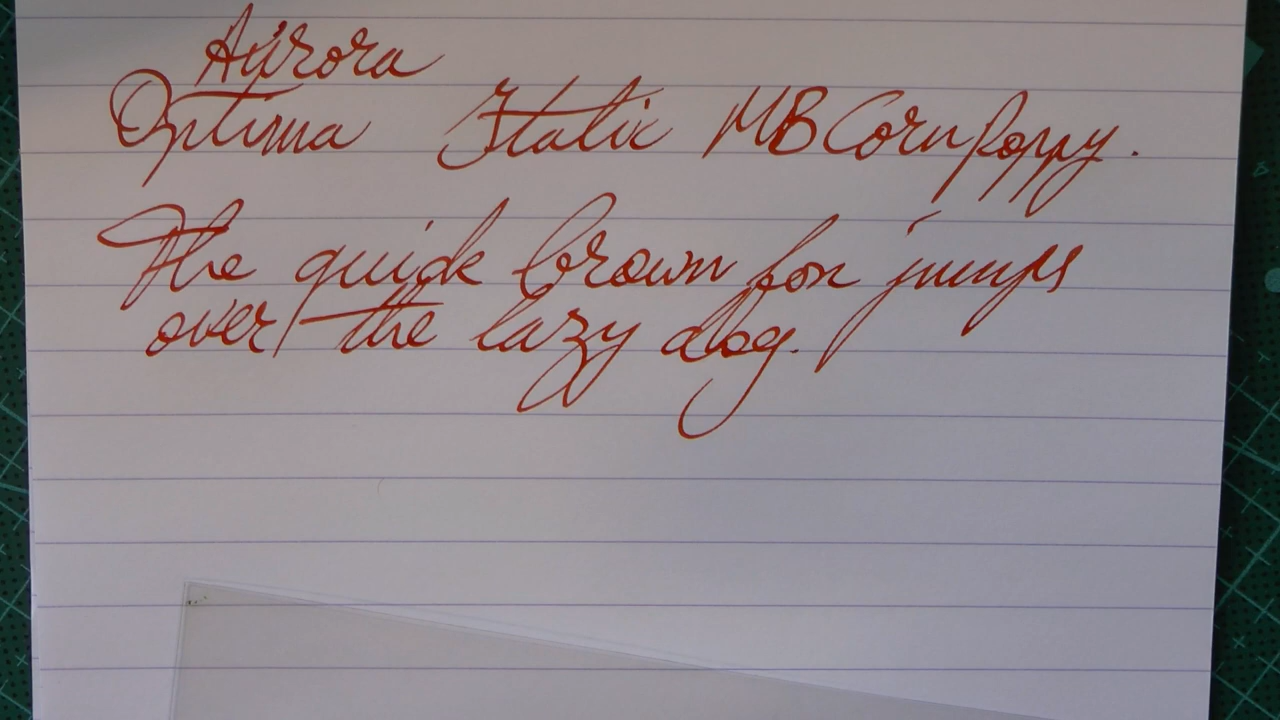 Aurora
Optima Italic MB Corn Poppy.
The quick brown fox jumps
over the lazy dog.